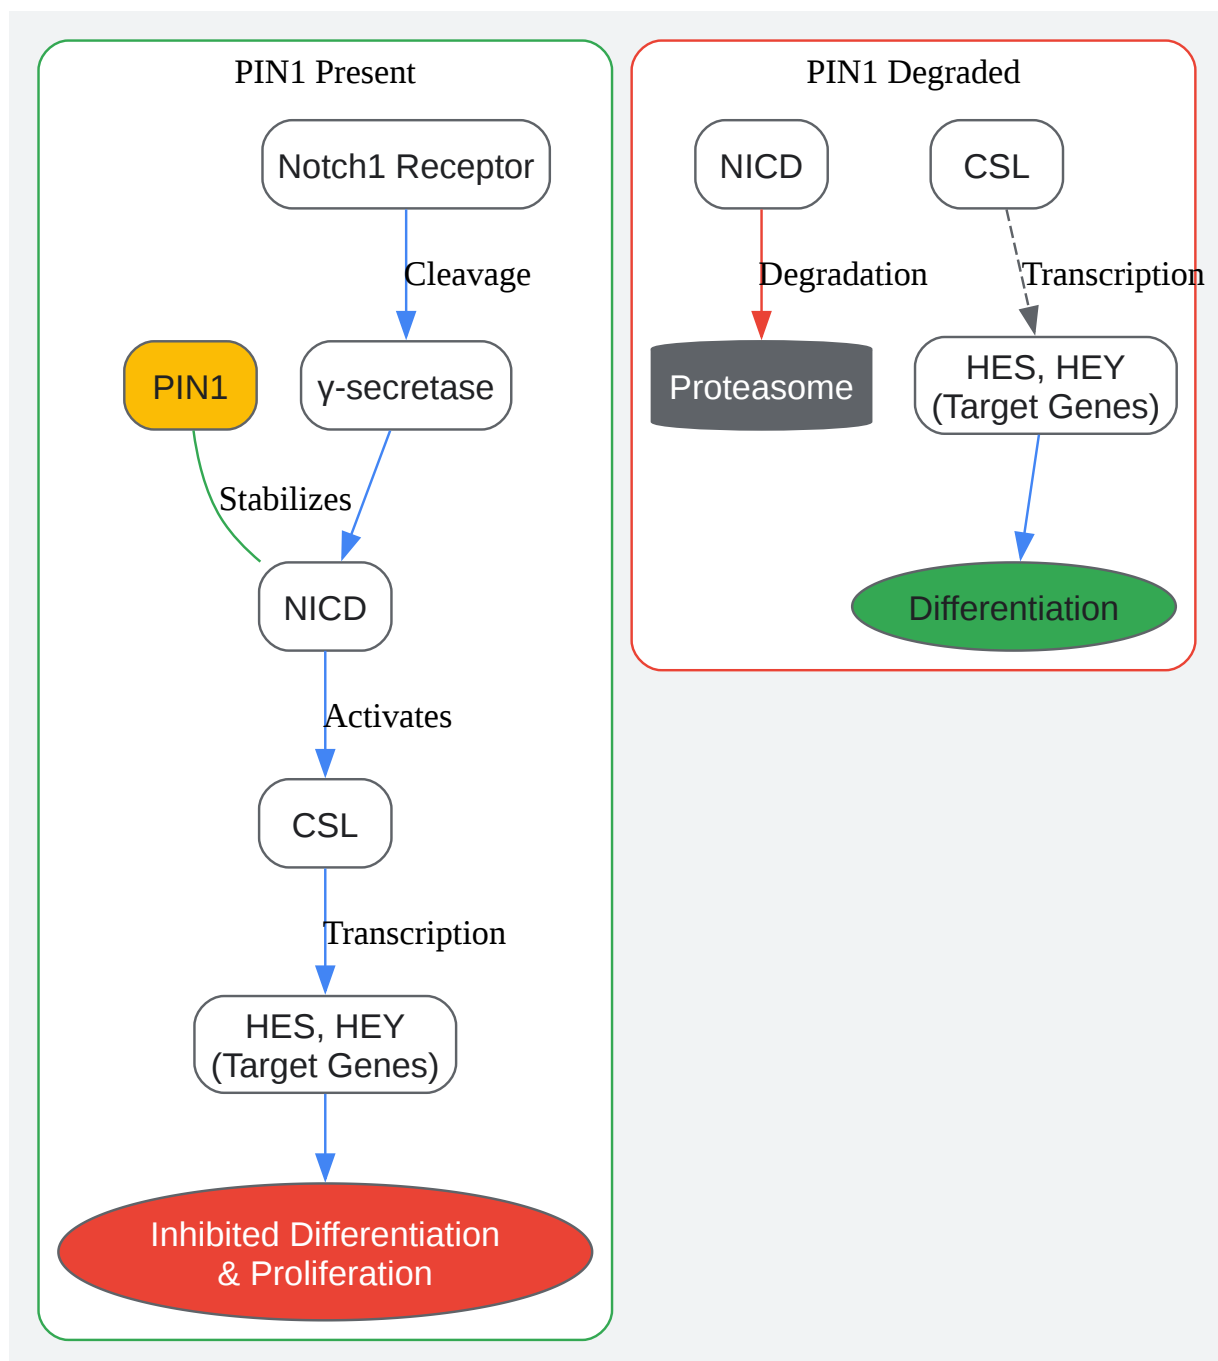 PIN1 Present
Notch1 Receptor
Cleavage
PIN1
γ-secretase
Stabilizes
NICD
Activates
CSL
Transcription
HES, HEY
(Target Genes)
Inhibited Differentiation
& Proliferation
PIN1 Degraded
NICD
CSL
Degradation
Transcription
Proteasome
HES, HEY
(Target Genes)
Differentiation